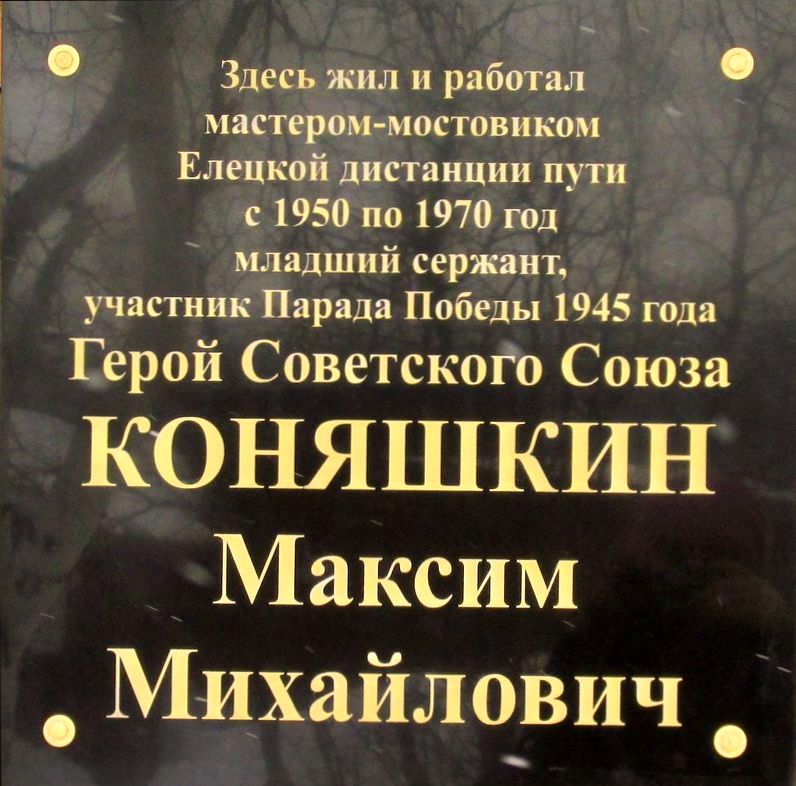 Здесь жил и работал
мастером-мостовиком
Елецкой дистанции пути
с 1950 по 1970 год
младший сержант,
участник Парада Победы 1945 года
Герой Советского Союза
КОНЯШКИН
Максим
Михайлович